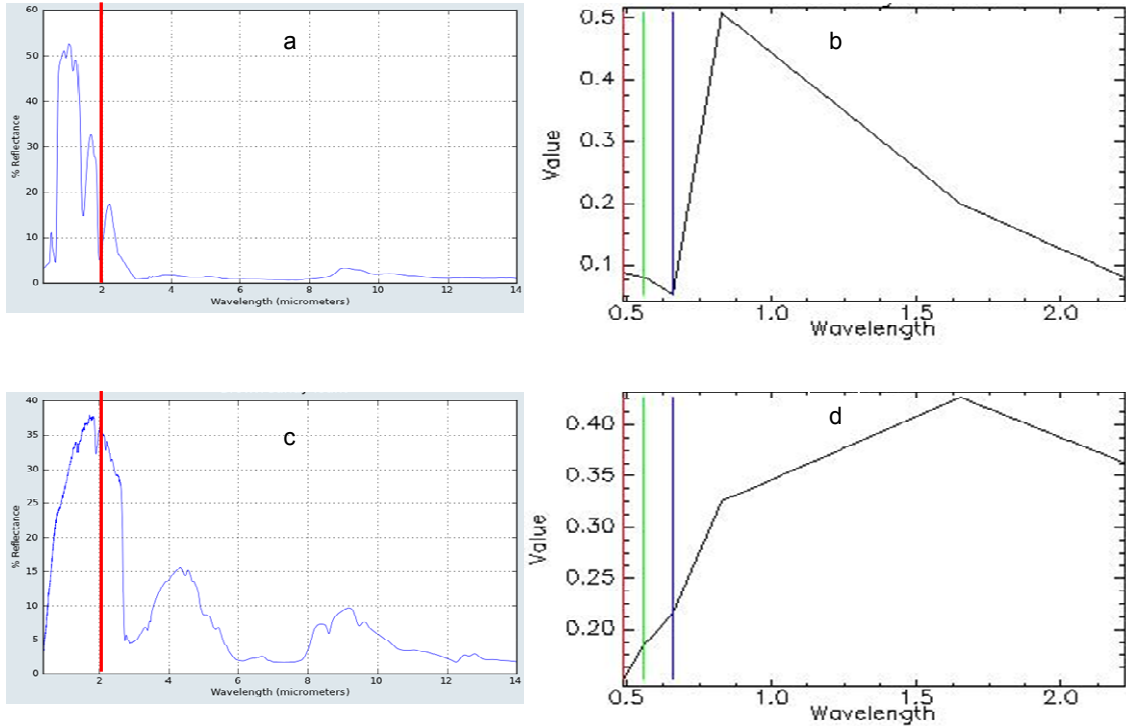 a
% Reflectance
60
50
40
30
20
10
0
2 4 6 8 10 12 14
Wavelength (micrometers)
b
Value
0.5
0.4
0.3
0.2
0.1
0.5 1.0 1.5 2.0
Wavelength
c
% Reflectance
40
35
30
25
20
15
10
5
0
2 4 6 8 10 12 14
Wavelength (micrometers)
d
Value
0.40
0.35
0.30
0.25
0.20
0.5 1.0 1.5 2.0
Wavelength